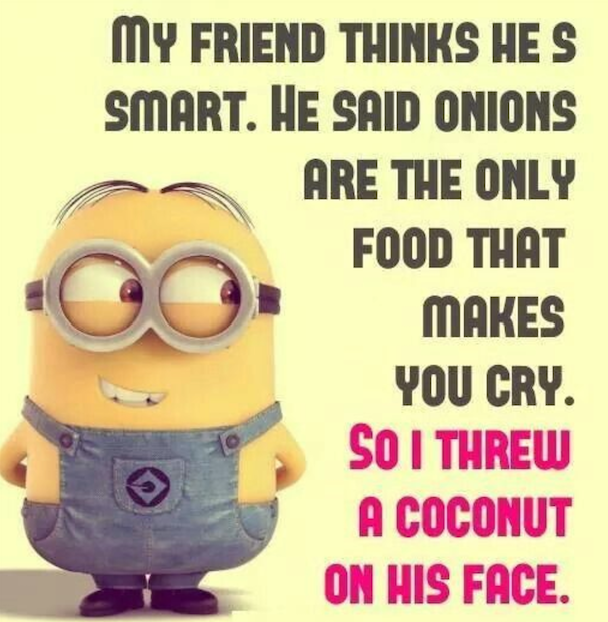 My friend thinks he s
smart. He said onions
are the only
food that
makes
you cry.
So I threw
a coconut
on his face.